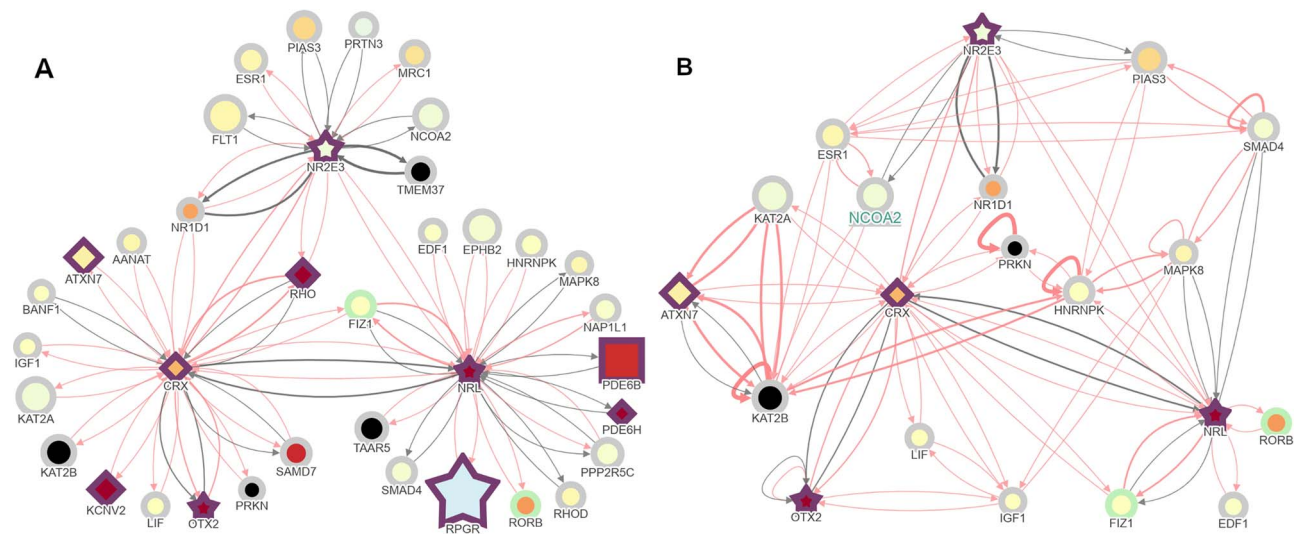 A
PIAS3
PRTN3
ESR1
MRC1
FLT1
NCOA2
NR2E3
TMEM37
NR1D1
AANAT
ATXN7
RHO
BANF1
FIZ1
EDF1
EPHB2
HNRNPK
MAPK8
NAP1L1
IGF1
CRX
NRL
PDE6B
KAT2A
PDE6H
KAT2B
TAAR5
PPP2R5C
SAMD7
SMAD4
KCNV2
LIF
OTX2
PRKN
RPGR
RORB
RHOD
B
NR2E3
PIAS3
SMAD4
ESR1
KAT2A
NCOA2
NR1D1
PRKN
MAPK8
ATXN7
CRX
HNRNPK
KAT2B
NRL
RORB
LIF
OTX2
IGF1
FIZ1
EDF1